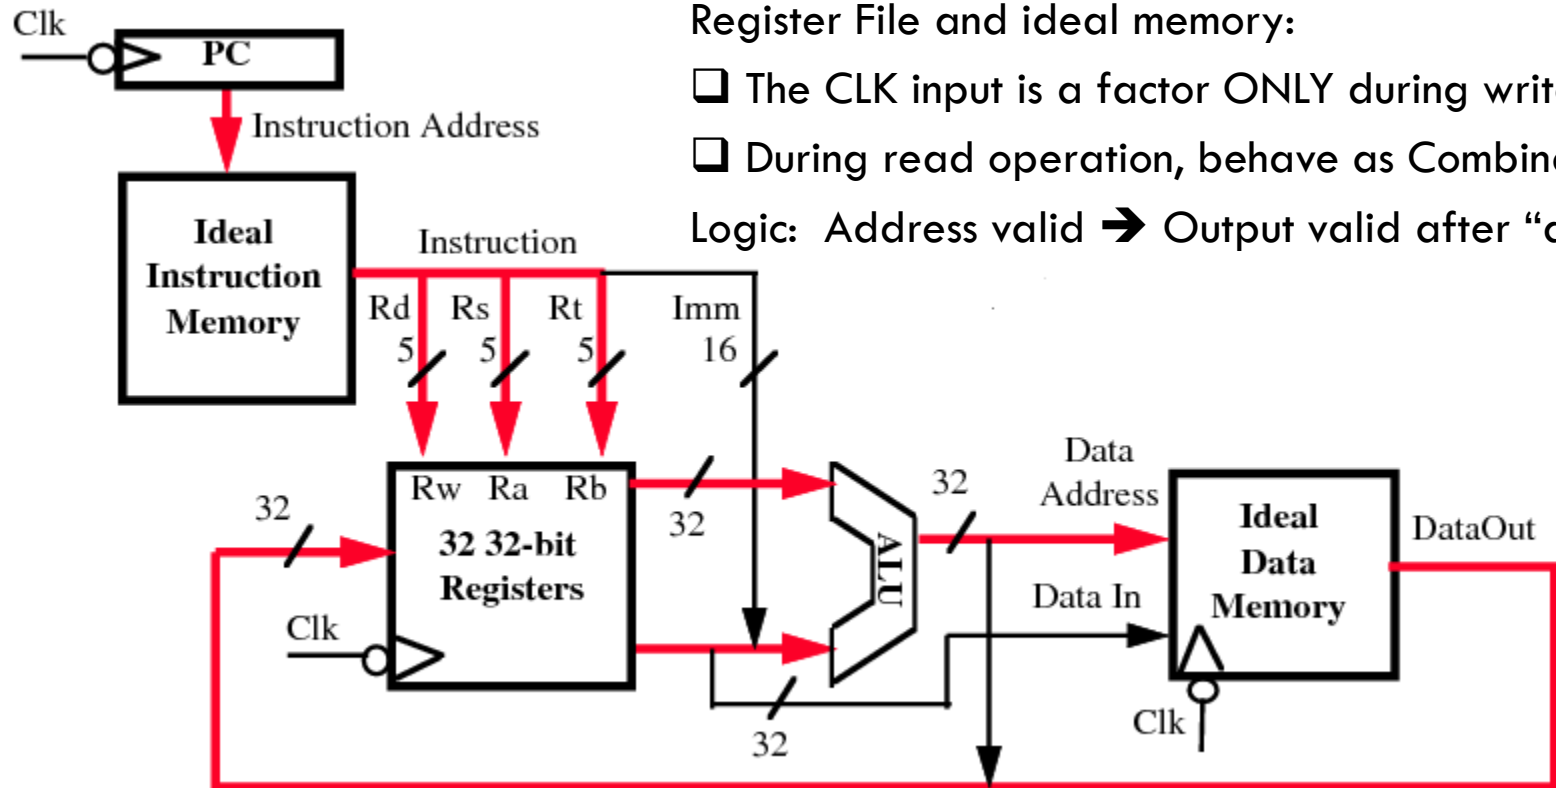 Clk
PC
Register File and ideal memory:
❑ The CLK input is a factor ONLY during
❑ During read operation, behave as
Logic: Address valid ➔ Output valid after
Instruction Address
Ideal
Instruction
Memory
Instruction
Rd
5
Rs
5
Rt
5
Imm
16
32
Rw Ra Rb
32 32-bit
Registers
Clk
32
32
ALU
32
Data
Address
Data In
Ideal
Data
Memory
Clk
DataOut